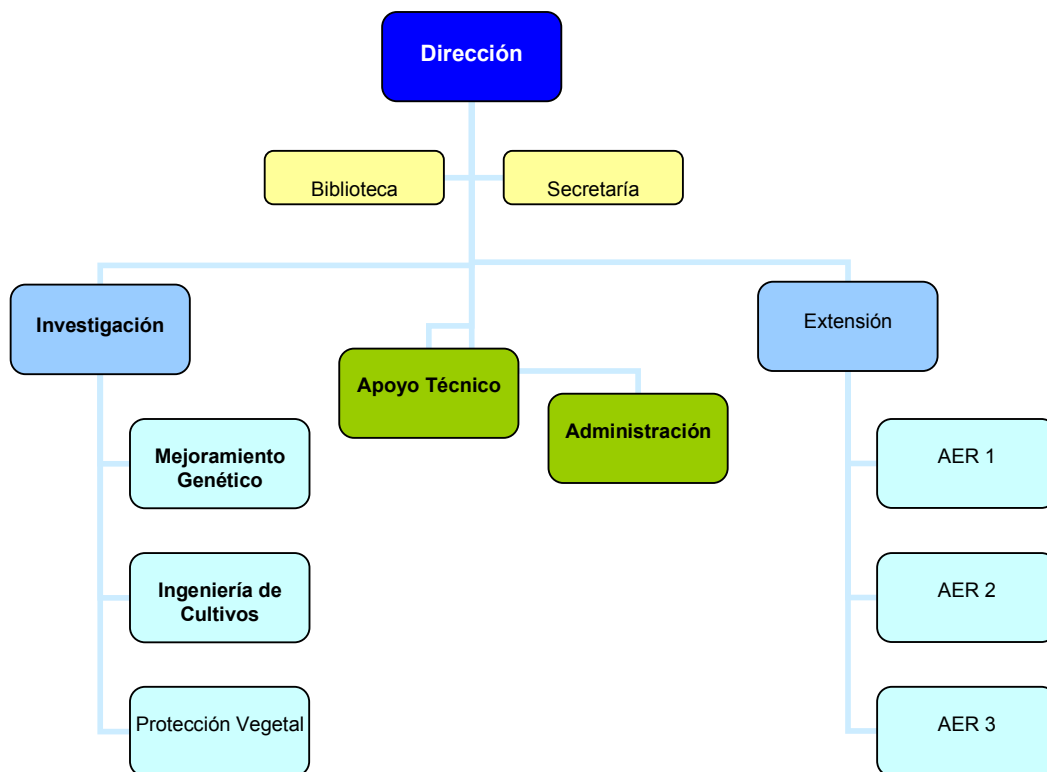 Dirección
Biblioteca
Secretaría
Investigación
Extensión
Apoyo Técnico
Administración
Mejoramiento
Genético
AER 1
Ingeniería de
Cultivos
AER 2
Protección Vegetal
AER 3